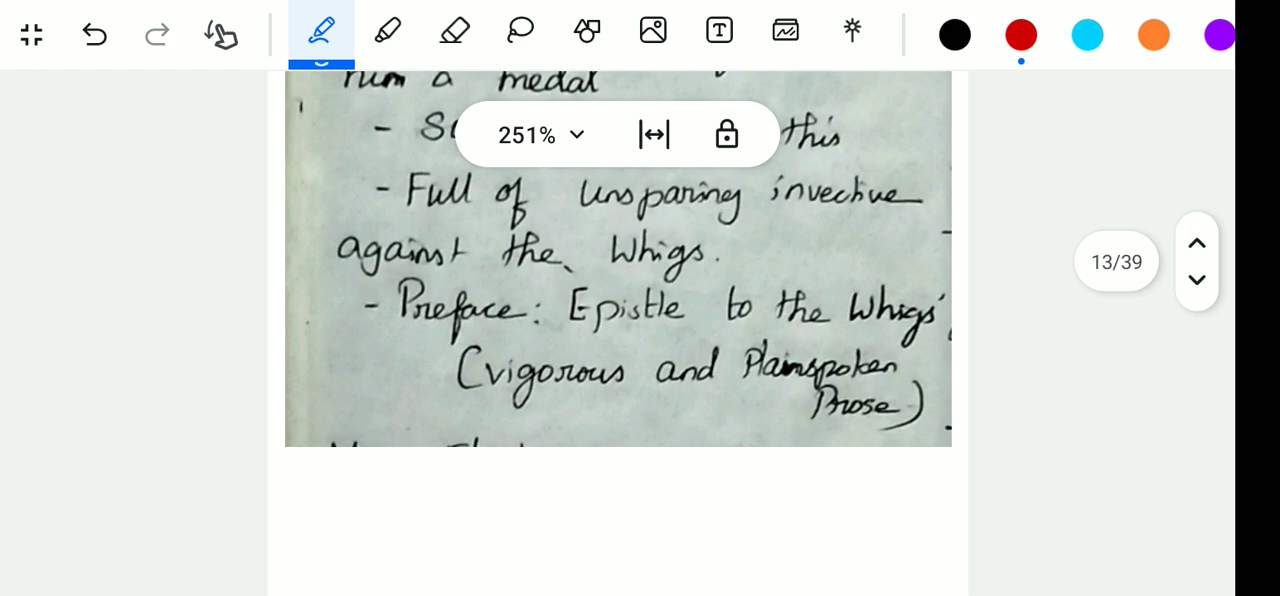 251%
him a medal
- this
- Full of unsparing invective
against the Whigs.
13/39
- Preface: Epistle to the Whigs'
(vigorous and Plainspoken
Prose)